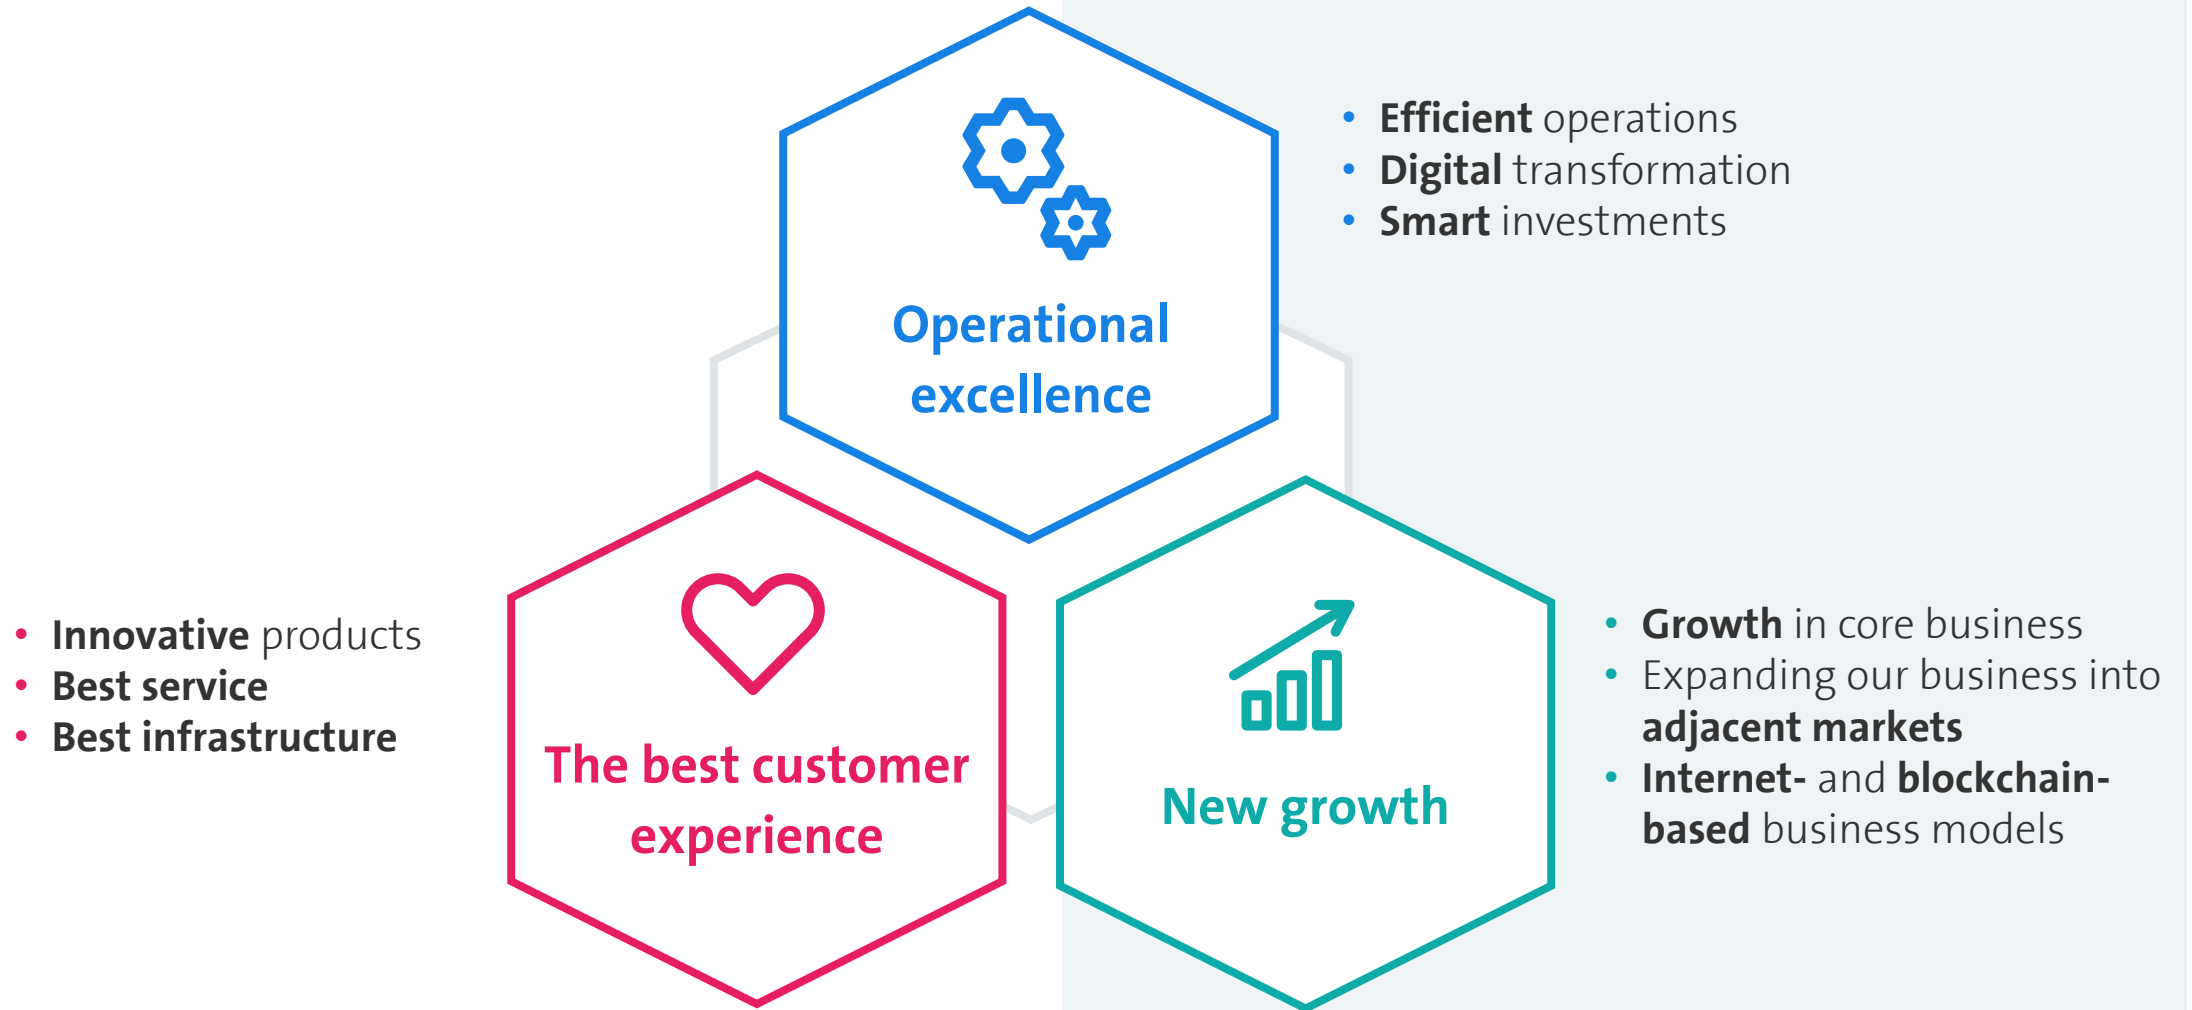 Operational
excellence
• Efficient operations
• Digital transformation
• Smart investments
• Innovative products
• Best service
• Best infrastructure
The best customer
experience
New growth
• Growth in core business
• Expanding our business into
adjacent markets
• Internet- and blockchain-
based business models